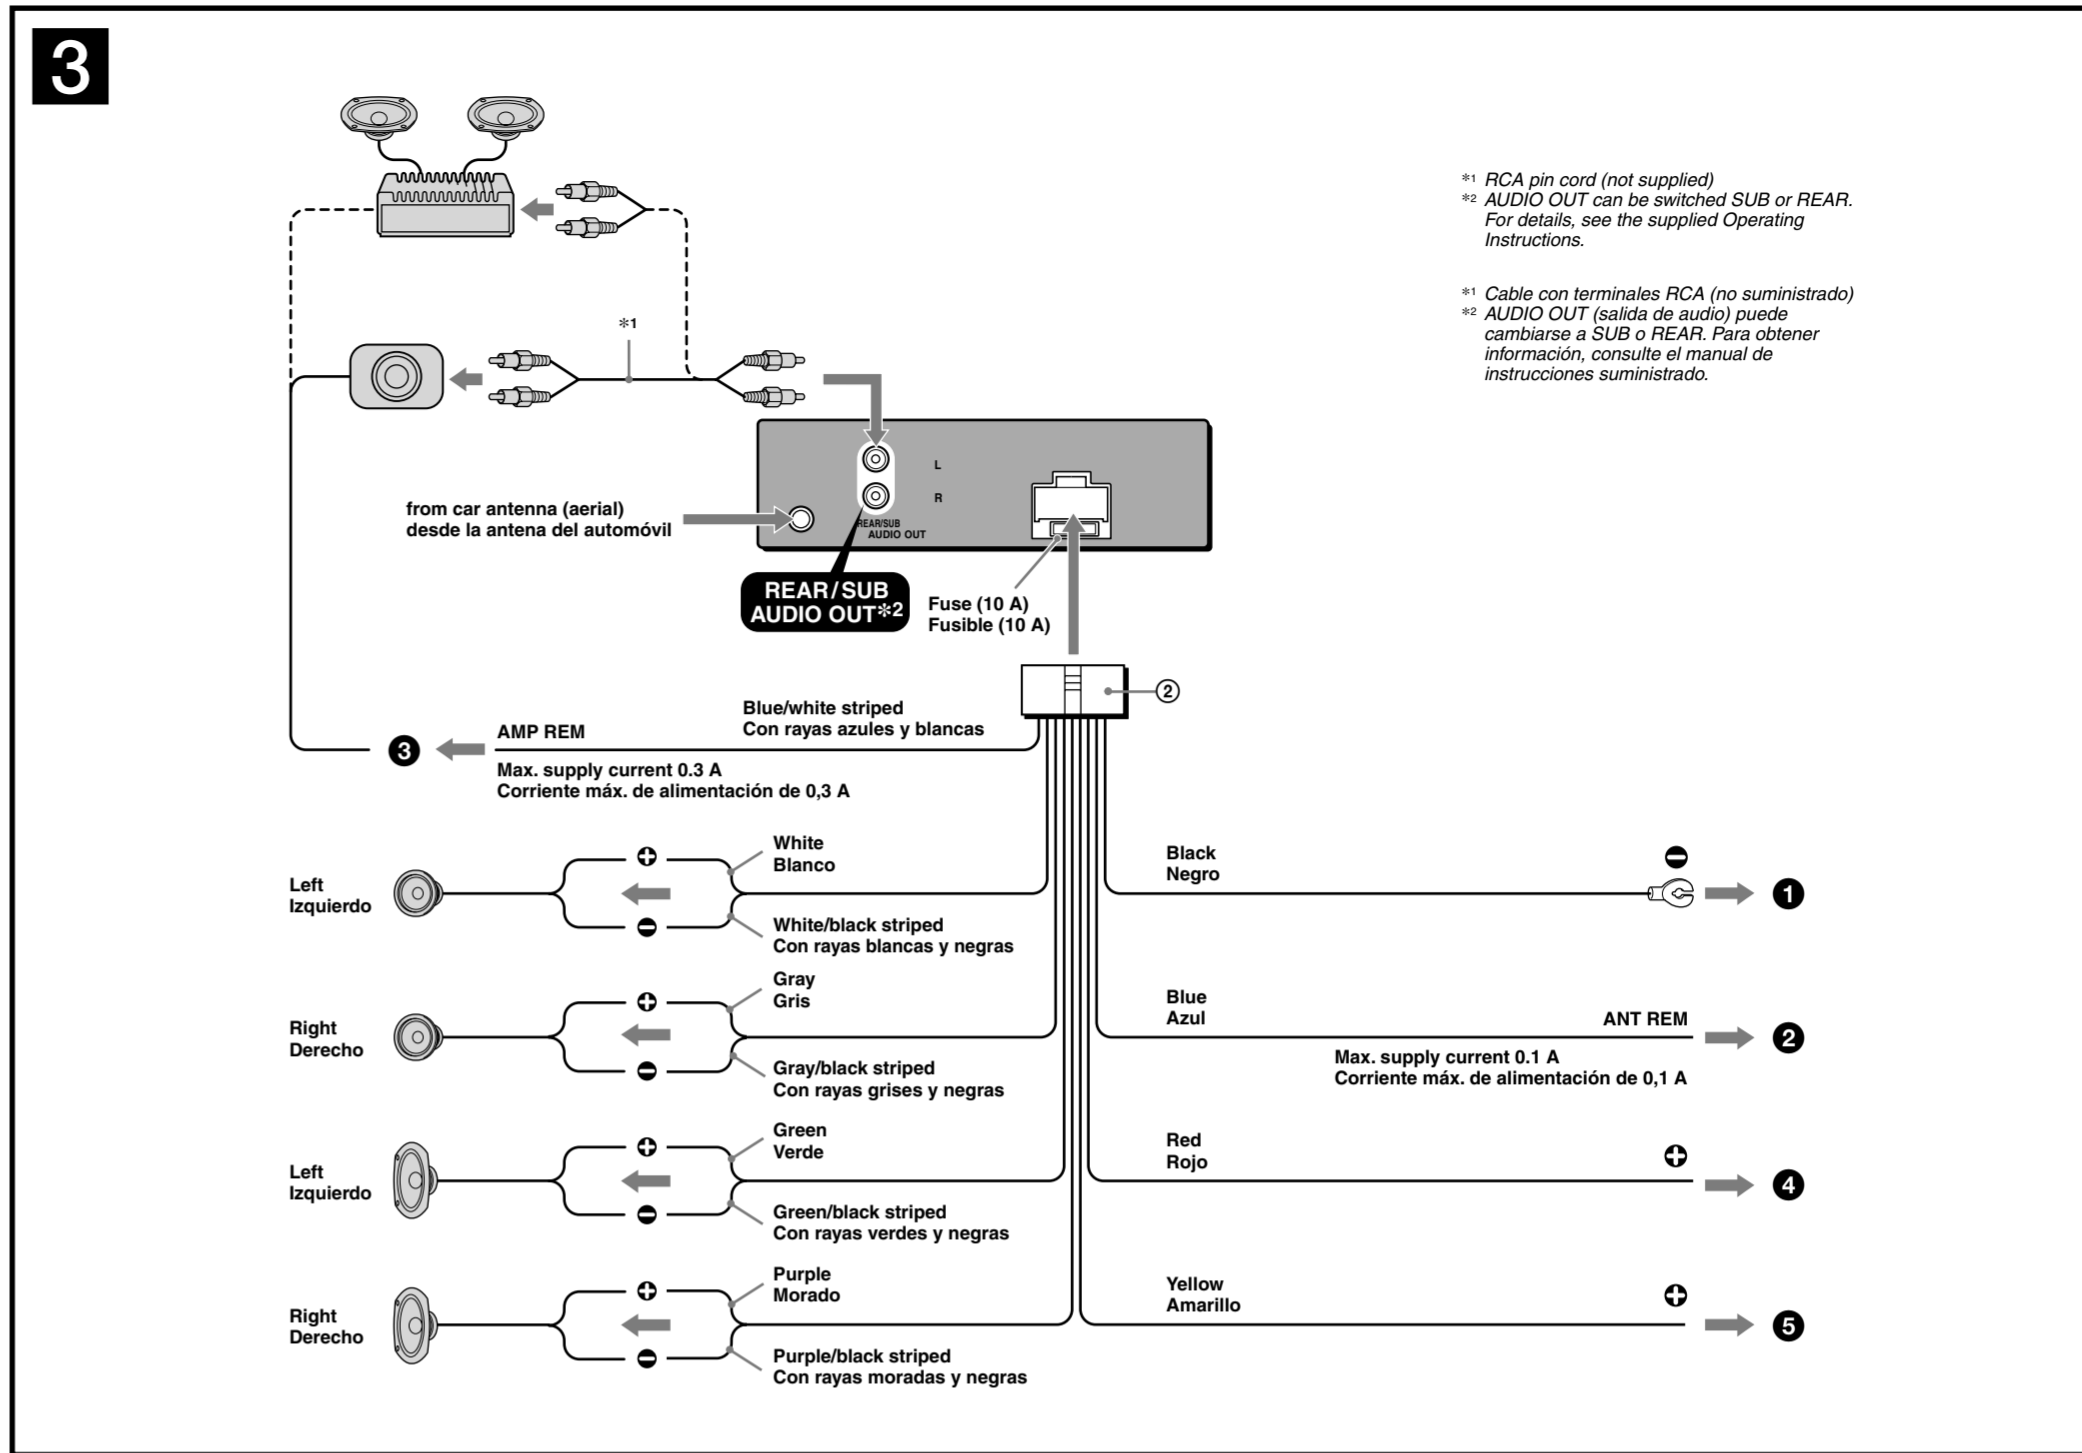 3
*1 RCA pin cord (not supplied)
*2 AUDIO OUT can be switched SUB or REAR.
For details, see the supplied Operating
Instructions.
*1 Cable con terminales RCA (no suministrado)
*2 AUDIO OUT (salida de audio) puede
cambiarse a SUB o REAR. Para obtener
información, consulte el manual de
instrucciones suministrado.
*1
L
R
REAR/SUB
AUDIO OUT
from car antenna (aerial)
desde la antena del automóvil
REAR/SUB
AUDIO OUT*2
Fuse (10 A)
Fusible (10 A)
2
Blue/white striped
Con rayas azules y blancas
3
AMP REM
Max. supply current 0.3 A
Corriente máx. de alimentación de 0,3 A
Left
Izquierdo
+
-
White
Blanco
White/black striped
Con rayas blancas y negras
Right
Derecho
+
-
Gray
Gris
Gray/black striped
Con rayas grises y negras
Left
Izquierdo
+
-
Green
Verde
Green/black striped
Con rayas verdes y negras
Right
Derecho
+
-
Purple
Morado
Purple/black striped
Con rayas moradas y negras
Black
Negro
-
1
Blue
Azul
ANT REM
2
Max. supply current 0.1 A
Corriente máx. de alimentación de 0,1 A
Red
Rojo
+
4
Yellow
Amarillo
+
5